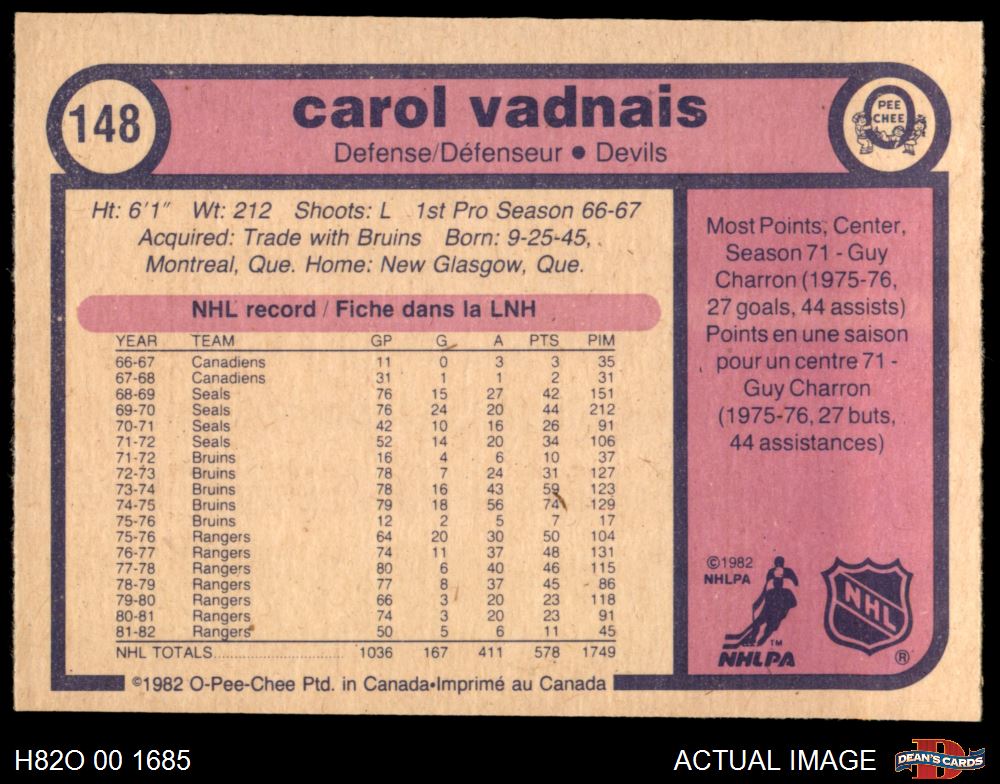 148
carol vadnais
Defense/Défenseur • Devils
PEE
CHEE
Ht: 6'1" Wt: 212 Shoots: L 1st Pro Season 66-67
Acquired: Trade with Bruins Born: 9-25-45,
Montreal, Que. Home: New Glasgow, Que.
NHL record / Fiche dans la LNH
YEAR TEAM GP G A PTS PIM
66-67 Canadiens 11 0 3 3 35
67-68 Canadiens 31 1 1 2 31
68-69 Seals 76 15 27 42 151
69-70 Seals 76 24 20 44 212
70-71 Seals 42 10 16 26 91
71-72 Seals 52 14 20 34 106
71-72 Bruins 16 4 6 10 37
72-73 Bruins 78 7 24 31 127
73-74 Bruins 78 16 43 59 123
74-75 Bruins 79 18 56 74 129
75-76 Bruins 12 2 5 7 17
75-76 Rangers 64 20 30 50 104
76-77 Rangers 74 11 37 48 131
77-78 Rangers 80 6 40 46 115
78-79 Rangers 77 8 37 45 86
79-80 Rangers 66 3 20 23 118
80-81 Rangers 74 3 20 23 91
81-82 Rangers 50 5 6 11 45
NHL TOTALS 1036 167 411 578 1749
©1982 O-Pee-Chee Ptd. in Canada•Imprimé au Canada
Most Points, Center,
Season 71 - Guy
Charron (1975-76,
27 goals, 44 assists)
Points en une saison
pour un centre 71 -
Guy Charron
(1975-76, 27 buts,
44 assistances)
©1982
NHLPA
TM
NHLPA
NHL
®
H82O 00 1685
ACTUAL IMAGE
D
DEAN'S CARDS